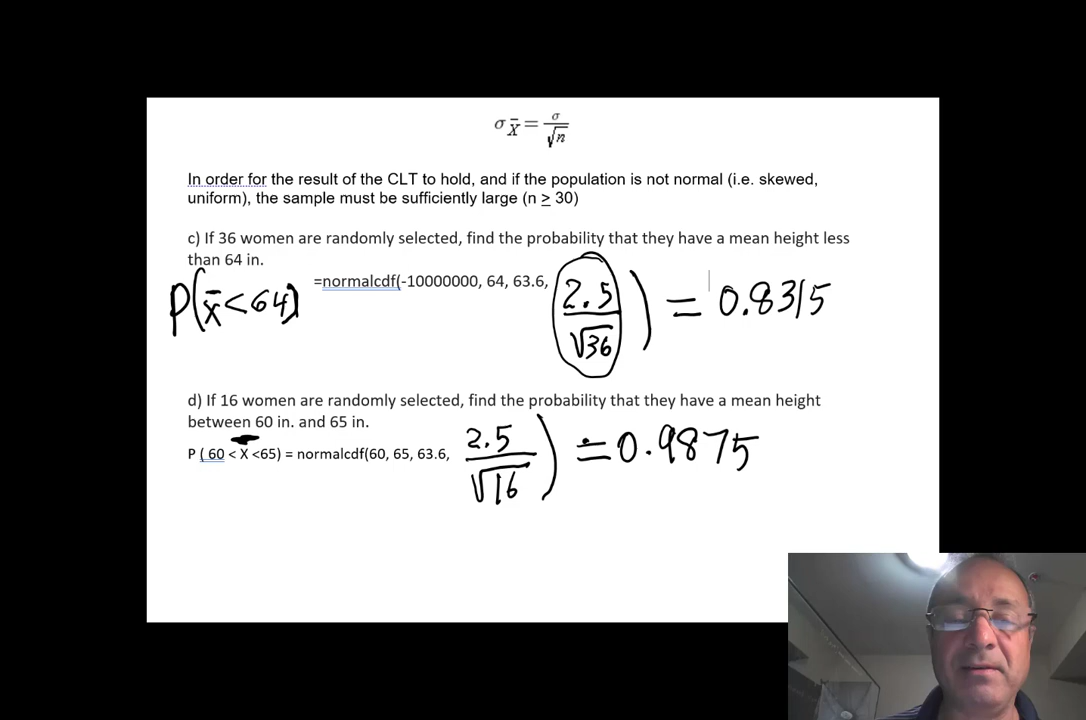 σ X̄ = σ/√n
In order for the result of the CLT to hold, and if the population is not normal (i.e. skewed,
uniform), the sample must be sufficiently large (n ≥ 30)
c) If 36 women are randomly selected, find the probability that they have a mean height less
than 64 in.
P(x̄<64) =normalcdf(-10000000, 64, 63.6, 2.5/√36) = 0.8315
d) If 16 women are randomly selected, find the probability that they have a mean height
between 60 in. and 65 in.
P ( 60 < X̄ <65) = normalcdf(60, 65, 63.6, 2.5/√16) ≐ 0.9875